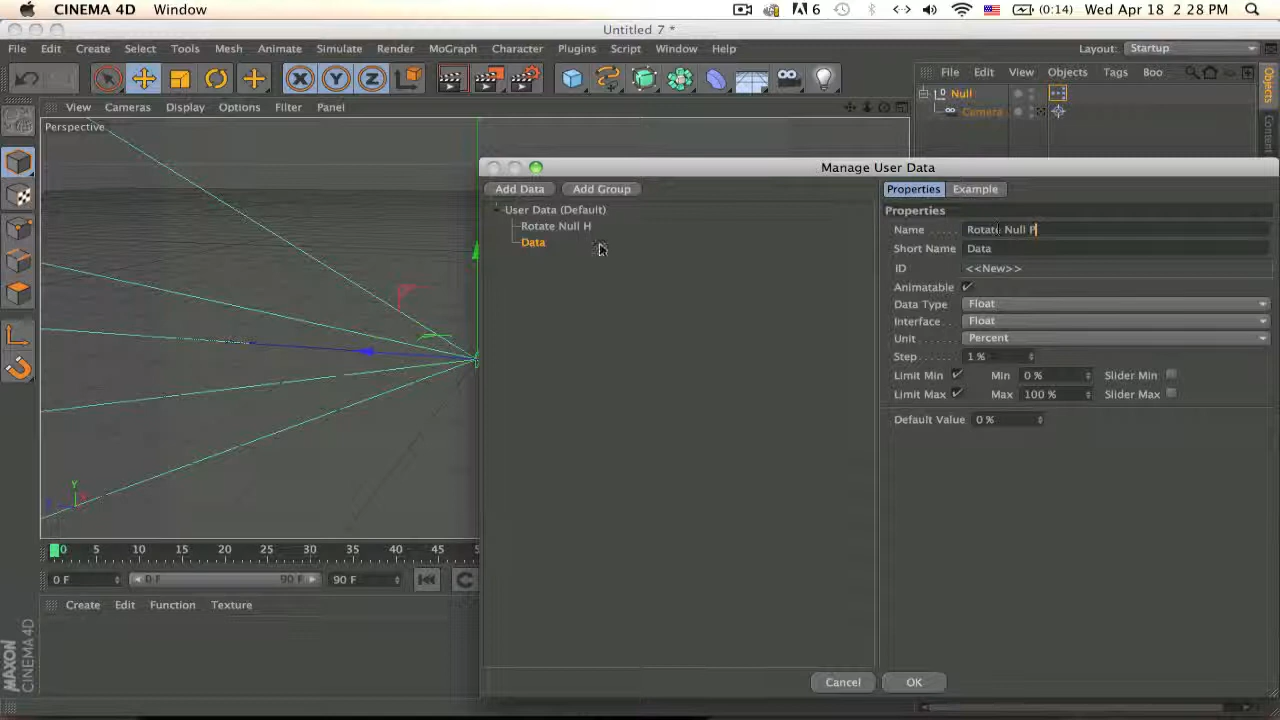 CINEMA 4D Window 6 (0:14) Wed Apr 18 2:28 PM
Untitled 7 *
File Edit Create Select Tools Mesh Animate Simulate Render MoGraph Character Plugins Script Window Help Layout: Startup
File Edit View Objects Tags Boo
View Cameras Display Options Filter Panel
Null
Camera
Objects
Content
Perspective
Manage User Data
Add Data Add Group
User Data (Default)
Rotate Null H
Data
Properties Example
Properties
Name Rotate Null P
Short Name Data
ID <<New>>
Animatable
Data Type Float
Interface Float
Unit Percent
Step 1 %
Limit Min Min 0 % Slider Min
Limit Max Max 100 % Slider Max
Default Value 0 %
Y
0 5 10 15 20 25 30 35 40 45 5
0 F 0 F 90 F 90 F
Create Edit Function Texture
Cancel OK
MAXON
CINEMA 4D